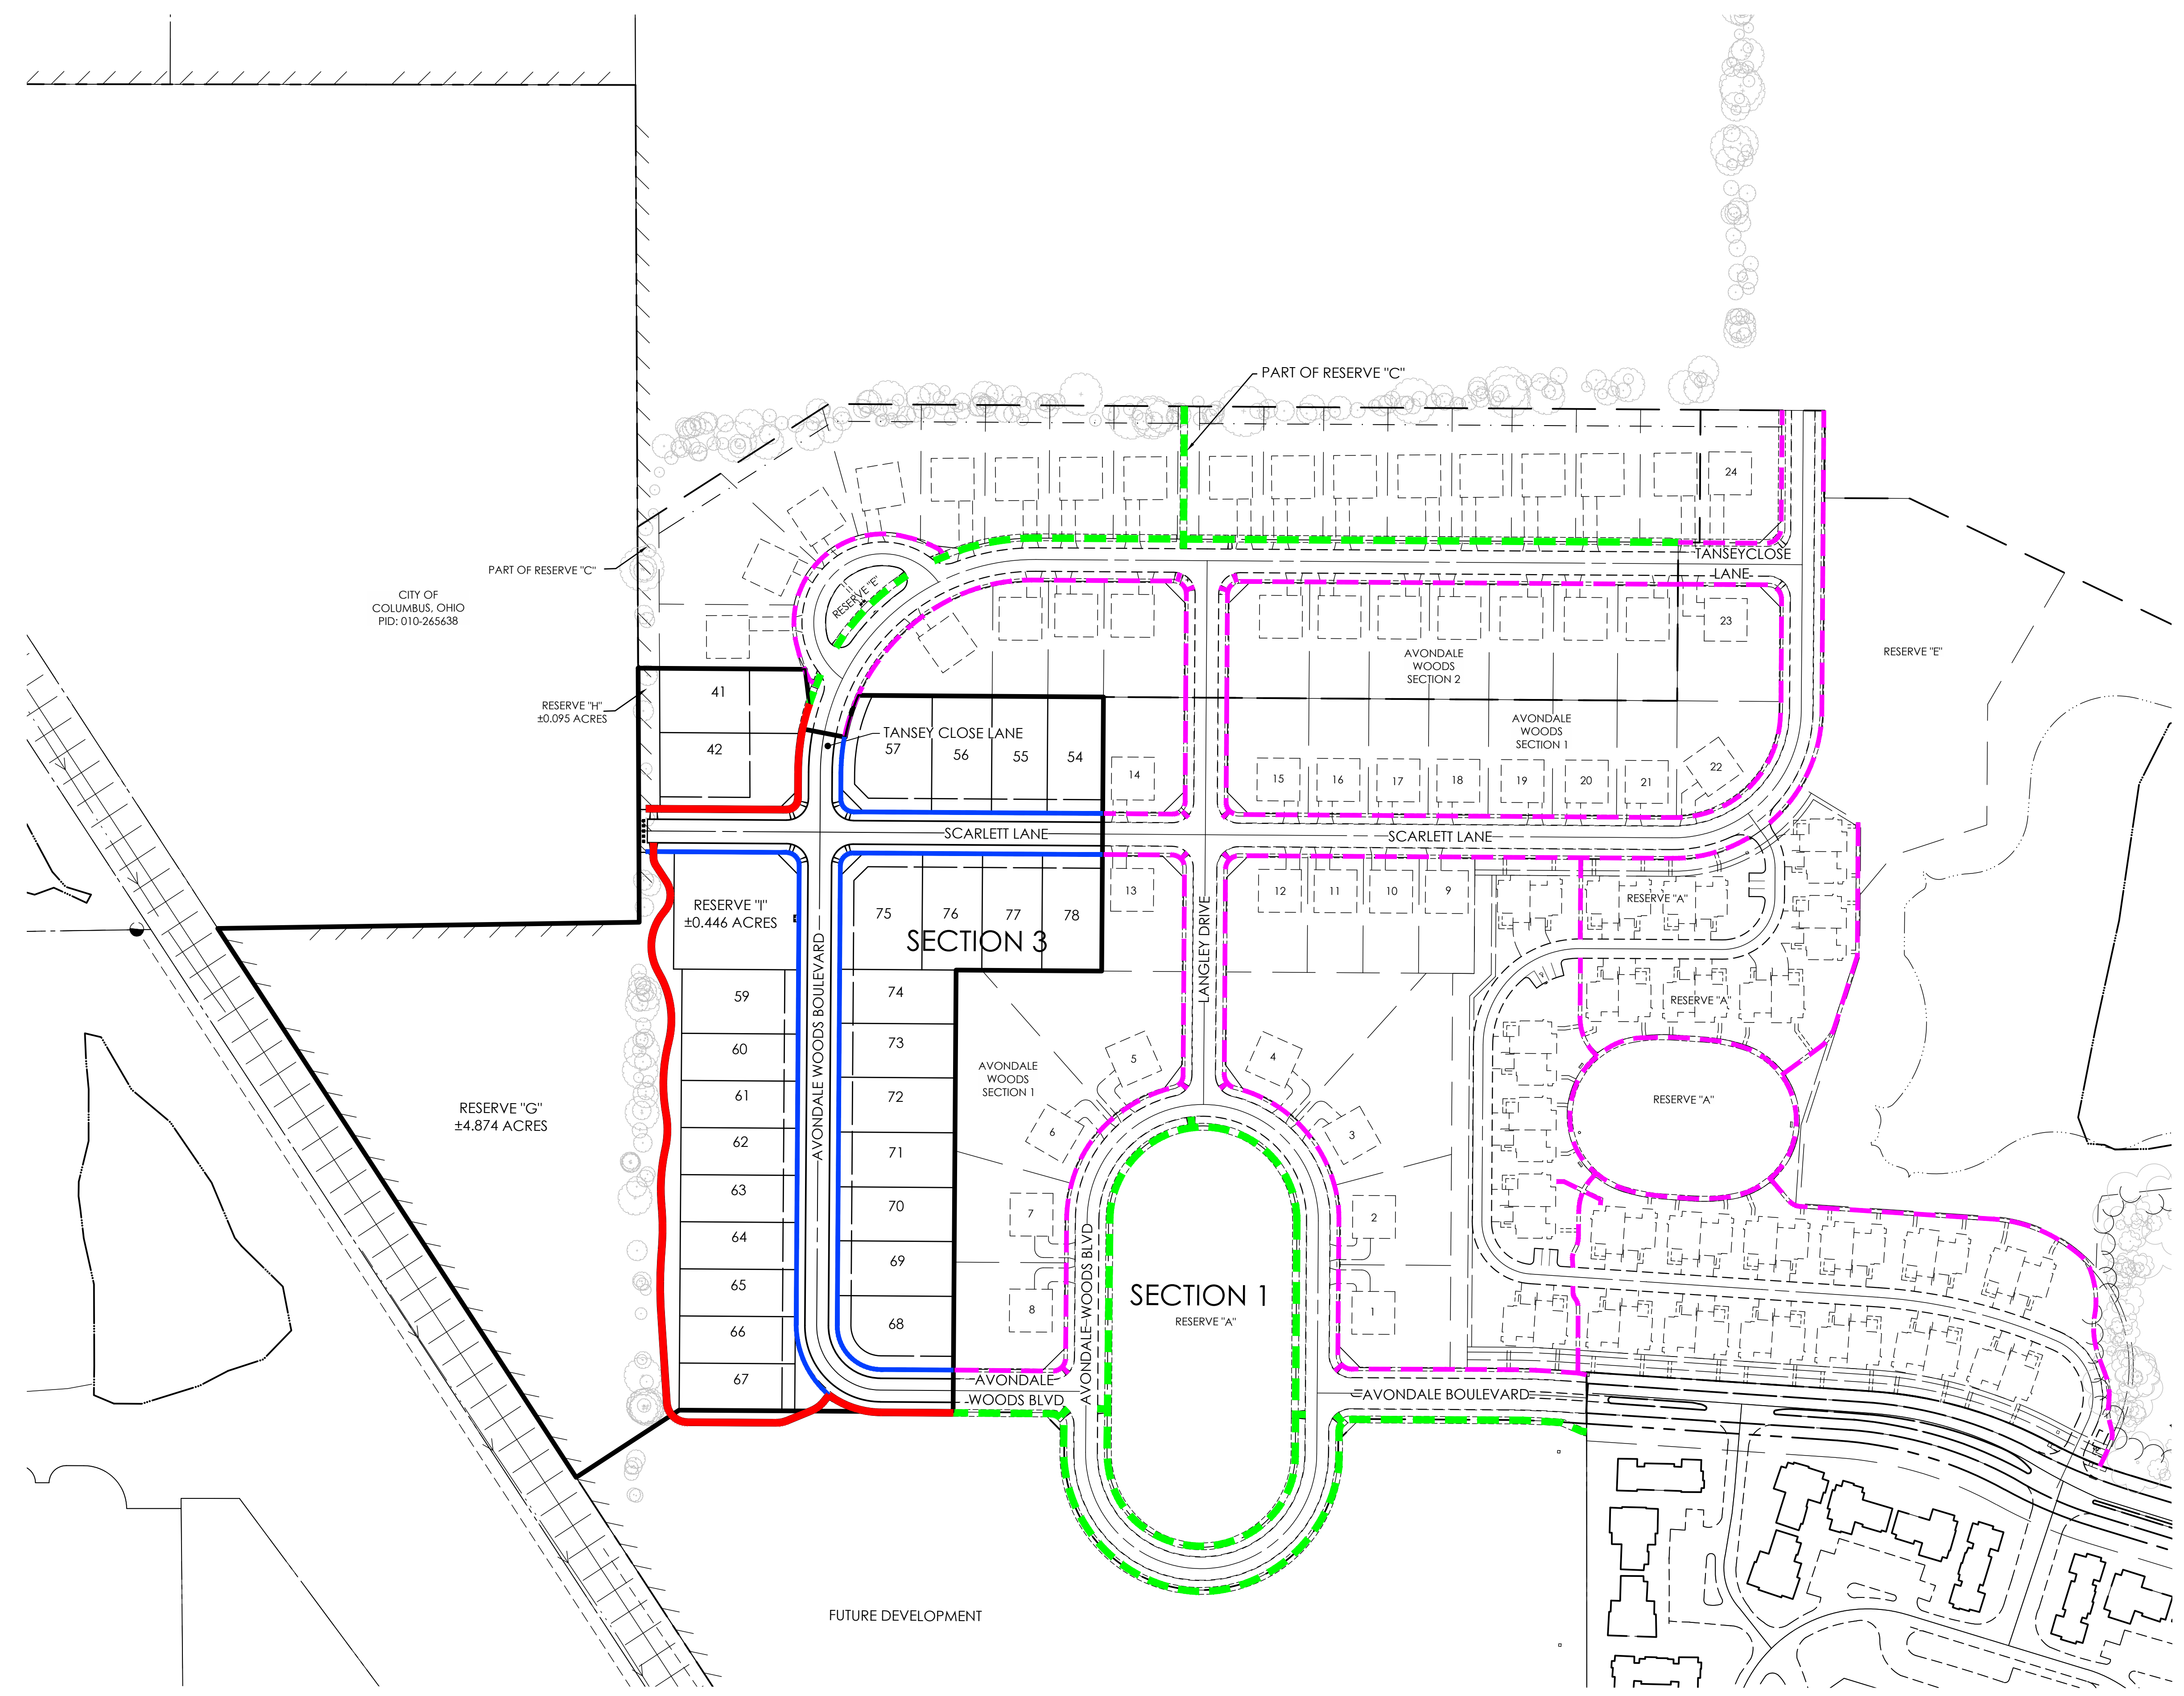 PART OF RESERVE "C"
24
TANSEYCLOSE
LANE
PART OF RESERVE "C"
CITY OF
COLUMBUS, OHIO
PID: 010-265638
RESERVE "E"
23
RESERVE "E"
AVONDALE
WOODS
SECTION 2
41
RESERVE "H"
±0.095 ACRES
42
TANSEY CLOSE LANE
57
56
55
54
AVONDALE
WOODS
SECTION 1
14
15
16
17
18
19
20
21
22
SCARLETT LANE
SCARLETT LANE
13
12
11
10
9
RESERVE "A"
RESERVE "I"
±0.446 ACRES
75
76
77
78
SECTION 3
LANGLEY DRIVE
AVONDALE WOODS BOULEVARD
59
74
RESERVE "A"
60
73
5
4
AVONDALE
WOODS
SECTION 1
61
72
RESERVE "A"
RESERVE "G"
±4.874 ACRES
62
71
6
3
63
70
7
2
64
69
AVONDALE WOODS BLVD
65
SECTION 1
RESERVE "A"
8
1
66
68
67
AVONDALE
WOODS BLVD
AVONDALE BOULEVARD
FUTURE DEVELOPMENT